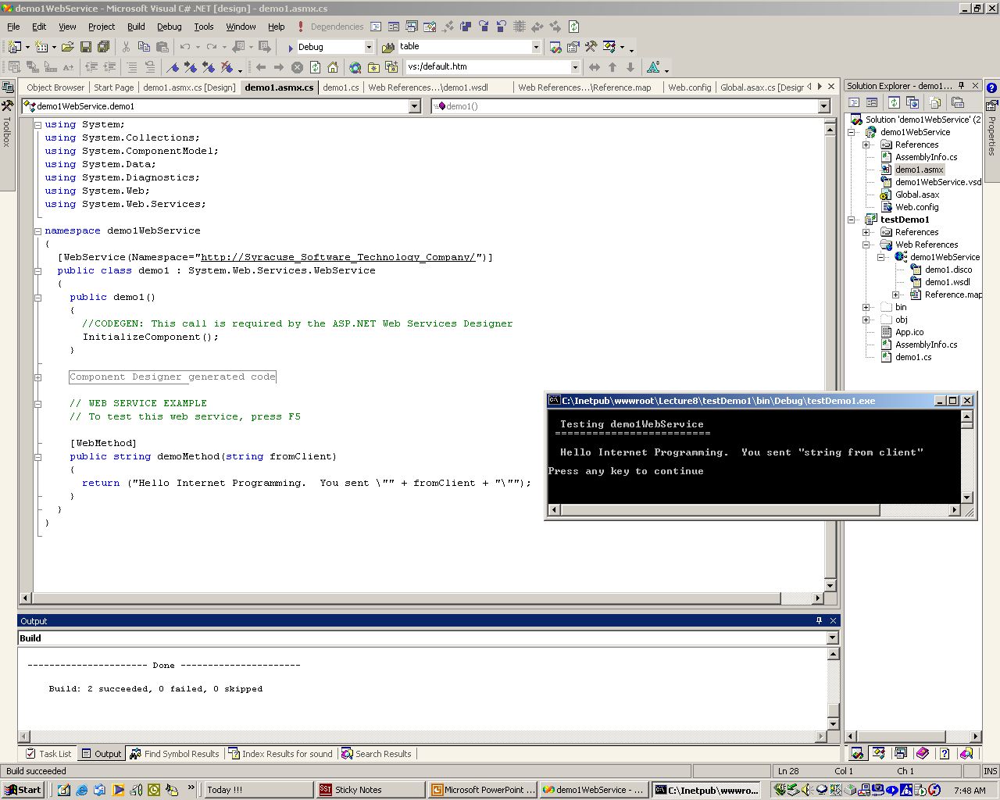 demo1WebService - Microsoft Visual C# .NET [design] - demo1.asmx.cs
File Edit View Project Build Debug Tools Window Help ! Dependencies
Debug table
vs:/default.htm
Object Browser Start Page demo1.asmx.cs [Design] demo1.asmx.cs demo1.cs Web References...\demo1.wsdl Web References...\Reference.map Web.config Global.asax.cs [Design
demo1WebService.demo1 demo1()
Toolbox
using System;
using System.Collections;
using System.ComponentModel;
using System.Data;
using System.Diagnostics;
using System.Web;
using System.Web.Services;
namespace demo1WebService
{
[WebService(Namespace="http://Syracuse_Software_Technology_Company/")]
public class demo1 : System.Web.Services.WebService
{
public demo1()
{
//CODEGEN: This call is required by the ASP.NET Web Services Designer
InitializeComponent();
}
Component Designer generated code
// WEB SERVICE EXAMPLE
// To test this web service, press F5
[WebMethod]
public string demoMethod(string fromClient)
{
return ("Hello Internet Programming.  You sent \"" + fromClient + "\"");
}
}
}
C:\Inetpub\wwwroot\Lecture8\testDemo1\bin\Debug\testDemo1.exe
Testing demo1WebService
=========================
Hello Internet Programming.  You sent "string from client"
Press any key to continue
Solution Explorer - demo1...
Solution 'demo1WebService' (2
demo1WebService
References
AssemblyInfo.cs
demo1.asmx
demo1WebService.vsd
Global.asax
Web.config
testDemo1
References
Web References
demo1WebService
demo1.disco
demo1.wsdl
Reference.map
bin
obj
App.ico
AssemblyInfo.cs
demo1.cs
Properties
Output
Build
---------------------- Done ----------------------
Build: 2 succeeded, 0 failed, 0 skipped
Task List Output Find Symbol Results Index Results for sound Search Results
Build succeeded Ln 28 Col 1 Ch 1 INS
Start Today !!! Sticky Notes Microsoft PowerPoint ... demo1WebService - ... C:\Inetpub\wwwro... 7:48 AM